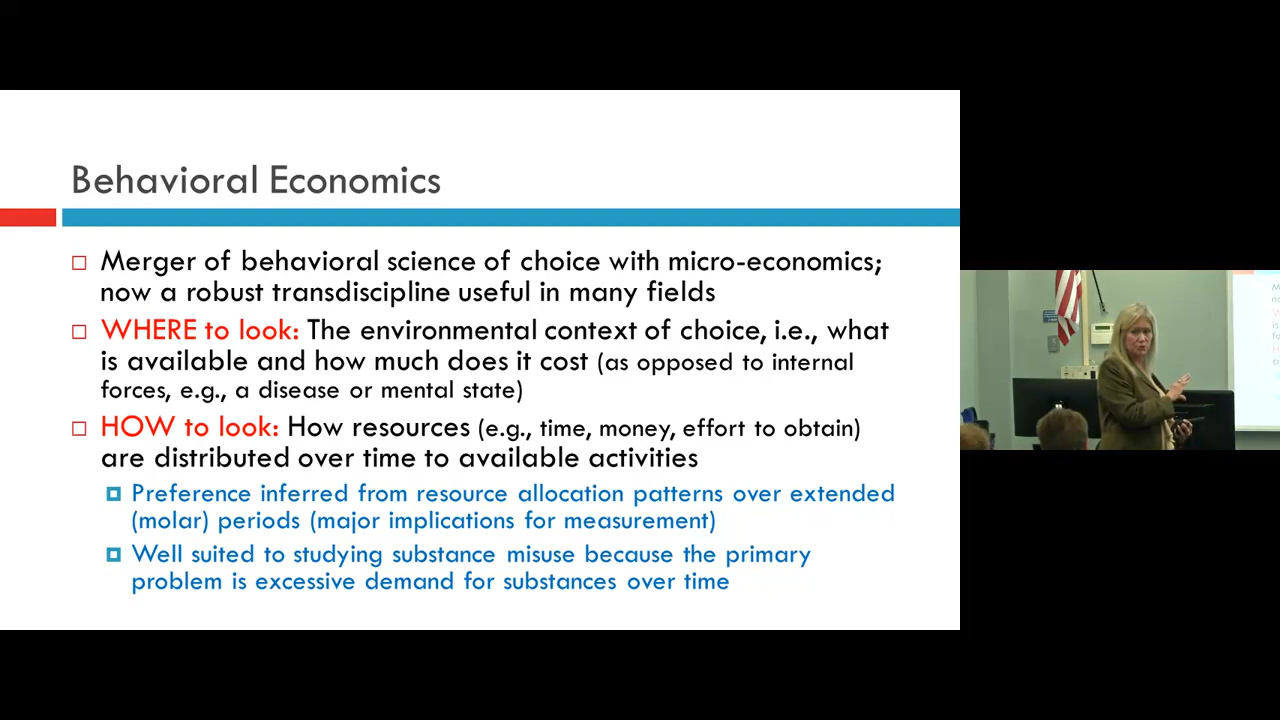 Behavioral Economics
Merger of behavioral science of choice with micro-economics;
now a robust transdiscipline useful in many fields
WHERE to look: The environmental context of choice, i.e., what
is available and how much does it cost (as opposed to internal
forces, e.g., a disease or mental state)
HOW to look: How resources (e.g., time, money, effort to obtain)
are distributed over time to available activities
Preference inferred from resource allocation patterns over extended
(molar) periods (major implications for measurement)
Well suited to studying substance misuse because the primary
problem is excessive demand for substances over time